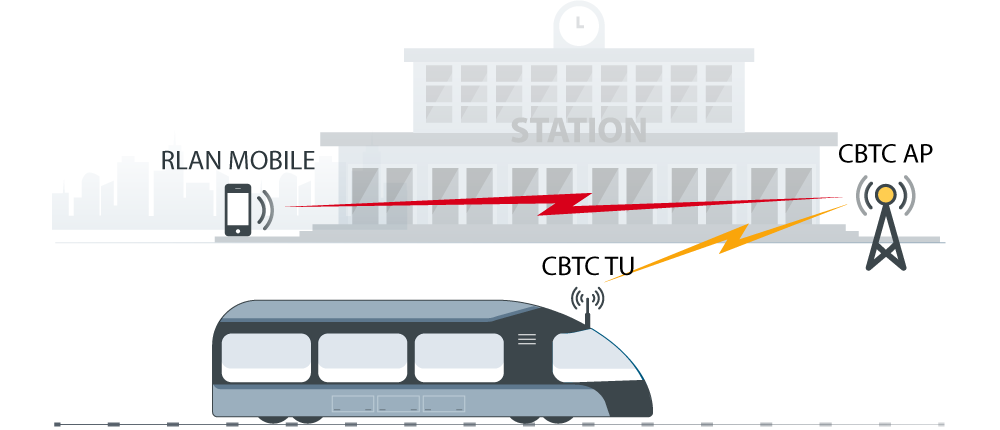 STATION
CBTC AP
RLAN MOBILE
CBTC TU